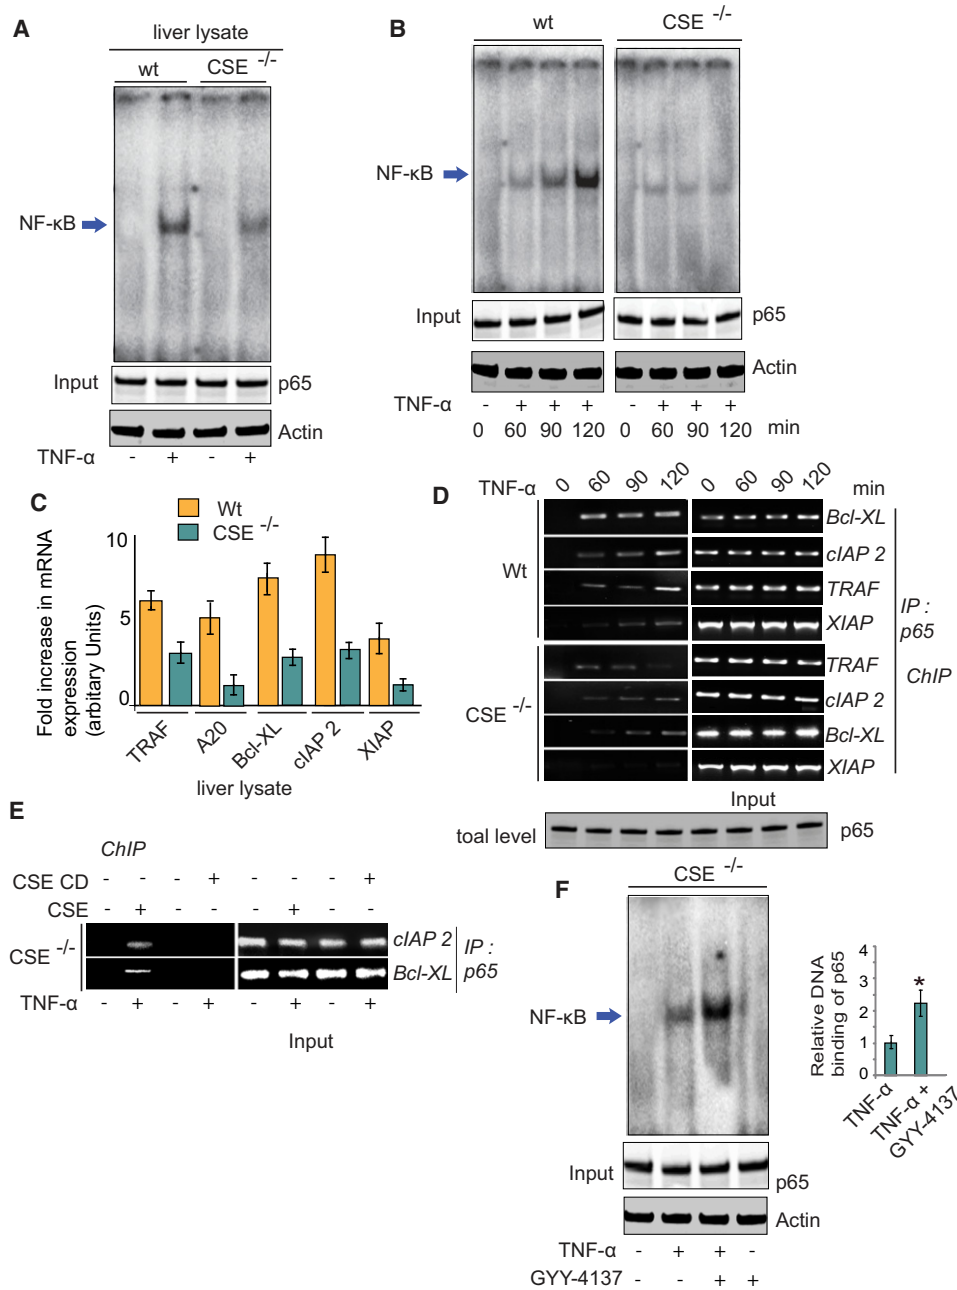 A
liver lysate
wt CSE -/-
NF-κB
Input p65
Actin
TNF-α - + - +
B
wt CSE -/-
NF-κB
Input p65
Actin
TNF-α - + + + - + + +
0 60 90 120 0 60 90 120 min
C
Wt
CSE -/-
Fold increase in mRNA
expression
(arbitary Units)
10
5
0
TRAF A20 Bcl-XL cIAP 2 XIAP
liver lysate
D
TNF-α 0 60 90 120 0 60 90 120 min
Wt
Bcl-XL
cIAP 2
TRAF
XIAP
CSE -/-
TRAF
cIAP 2
Bcl-XL
XIAP
IP :
p65
ChIP
Input
toal level p65
E
ChIP
CSE CD - - - + - - - +
CSE - + - - - + - -
CSE -/- cIAP 2
Bcl-XL
IP :
p65
TNF-α - + - + - + - +
Input
F
CSE -/-
NF-κB
Input p65
Actin
TNF-α - + + -
GYY-4137 - - + +
Relative DNA
binding of p65
4
3
2
1
0
*
TNF-α
TNF-α +
GYY-4137